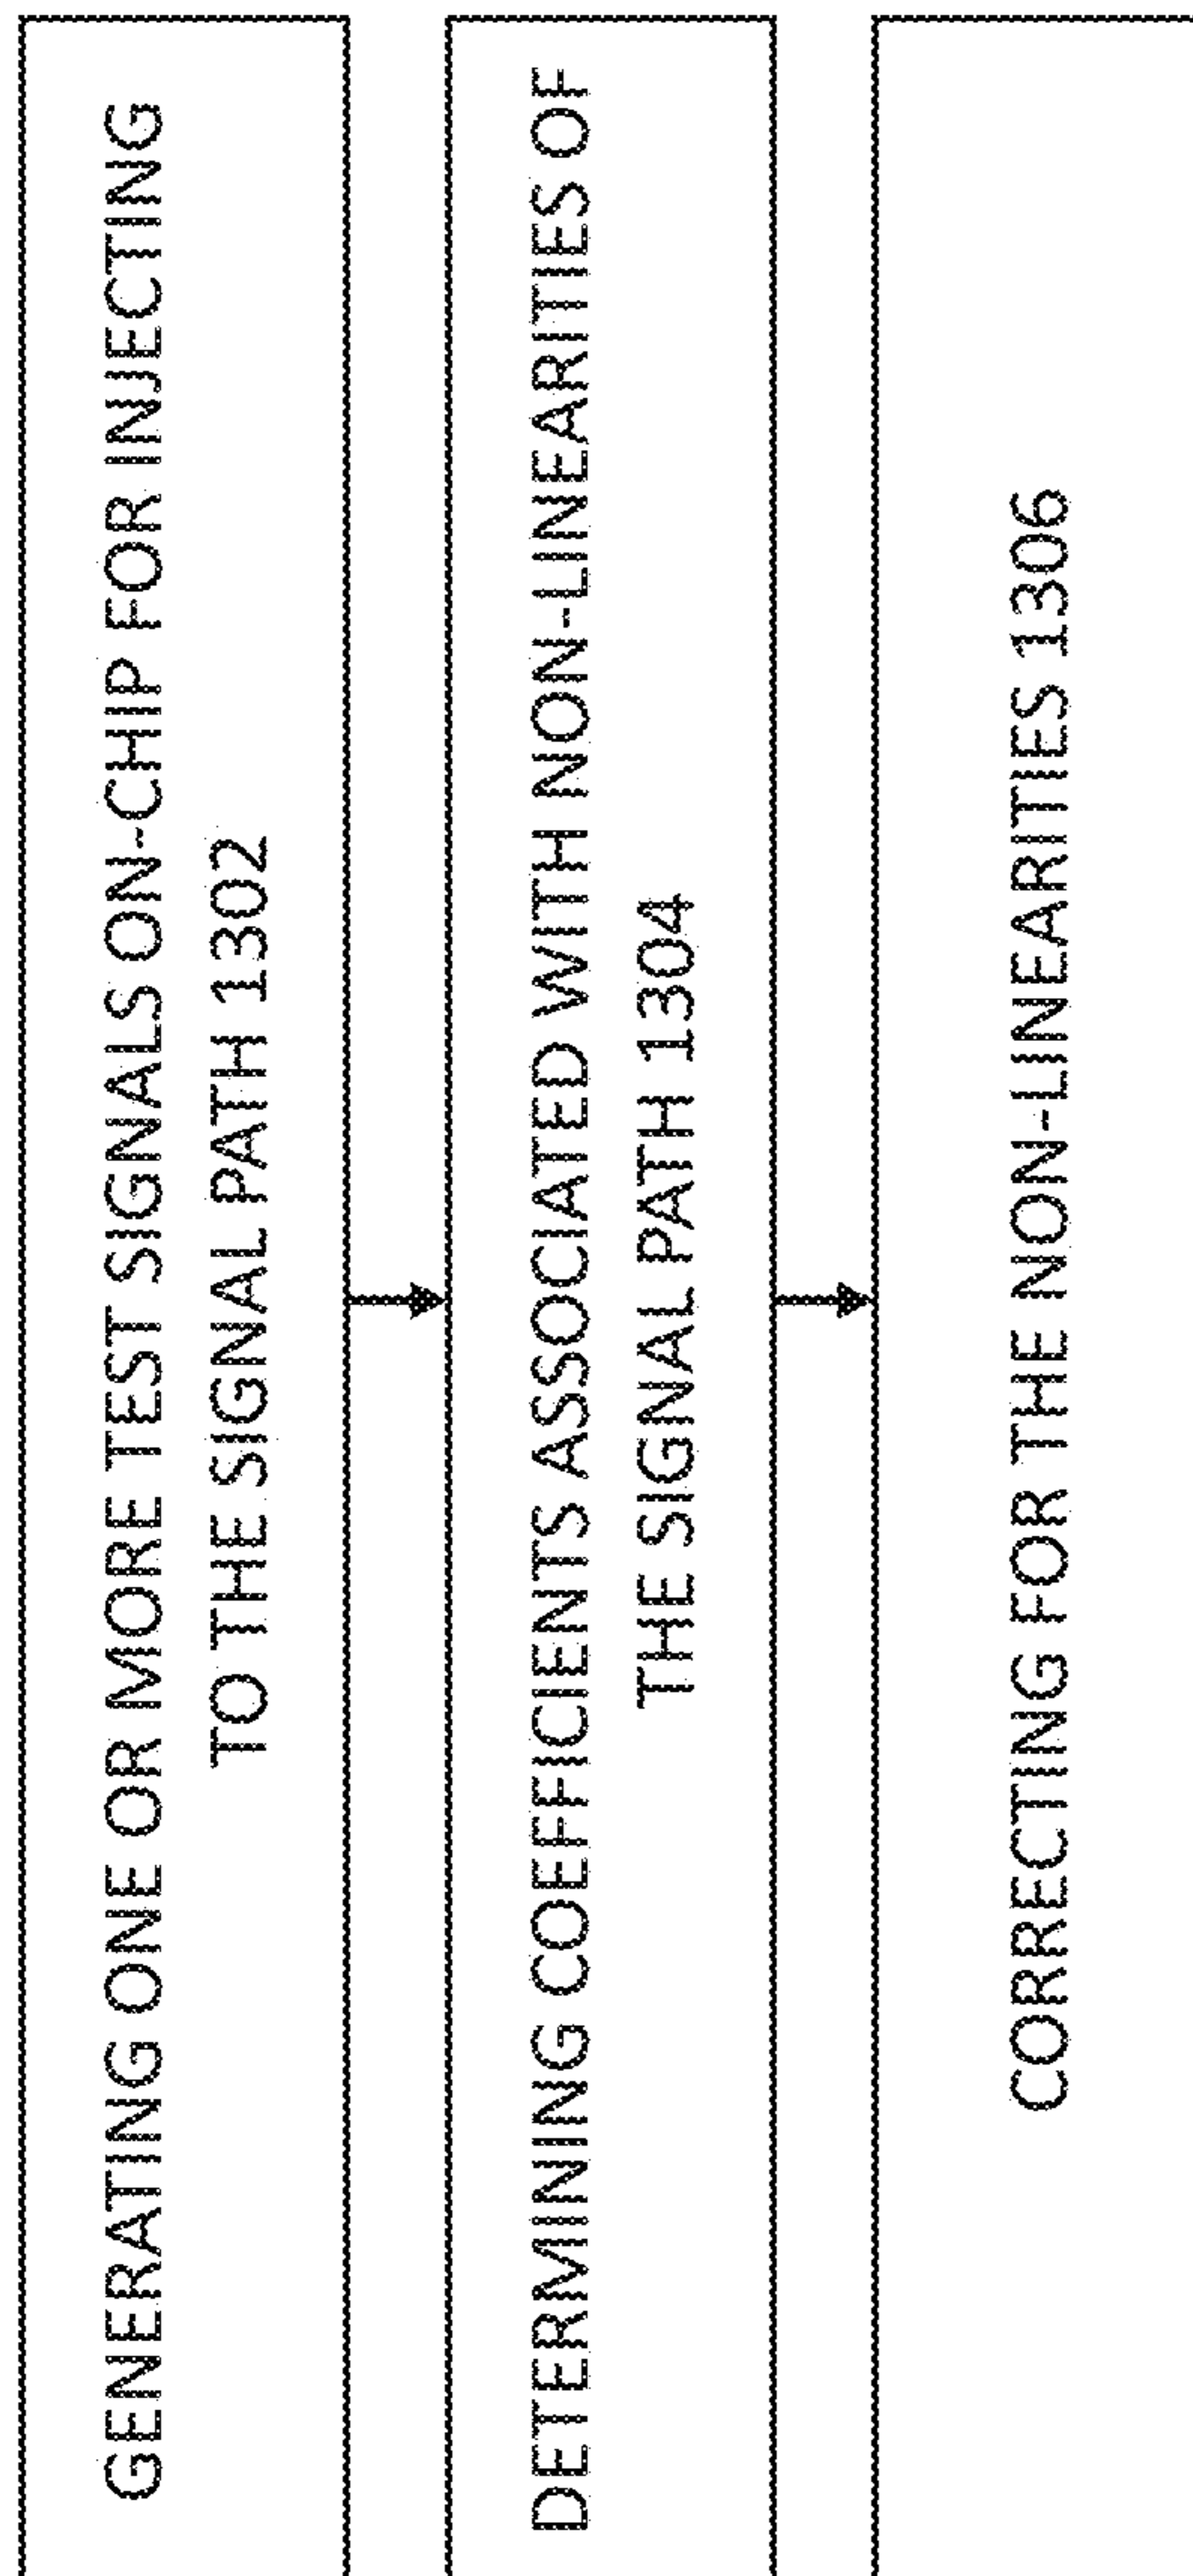 GENERATING ONE OR MORE TEST SIGNALS ON-CHIP FOR INJECTING
TO THE SIGNAL PATH 1302
DETERMINING COEFFICIENTS ASSOCIATED WITH NON-LINEARITIES OF
THE SIGNAL PATH 1304
CORRECTING FOR THE NON-LINEARITIES 1306